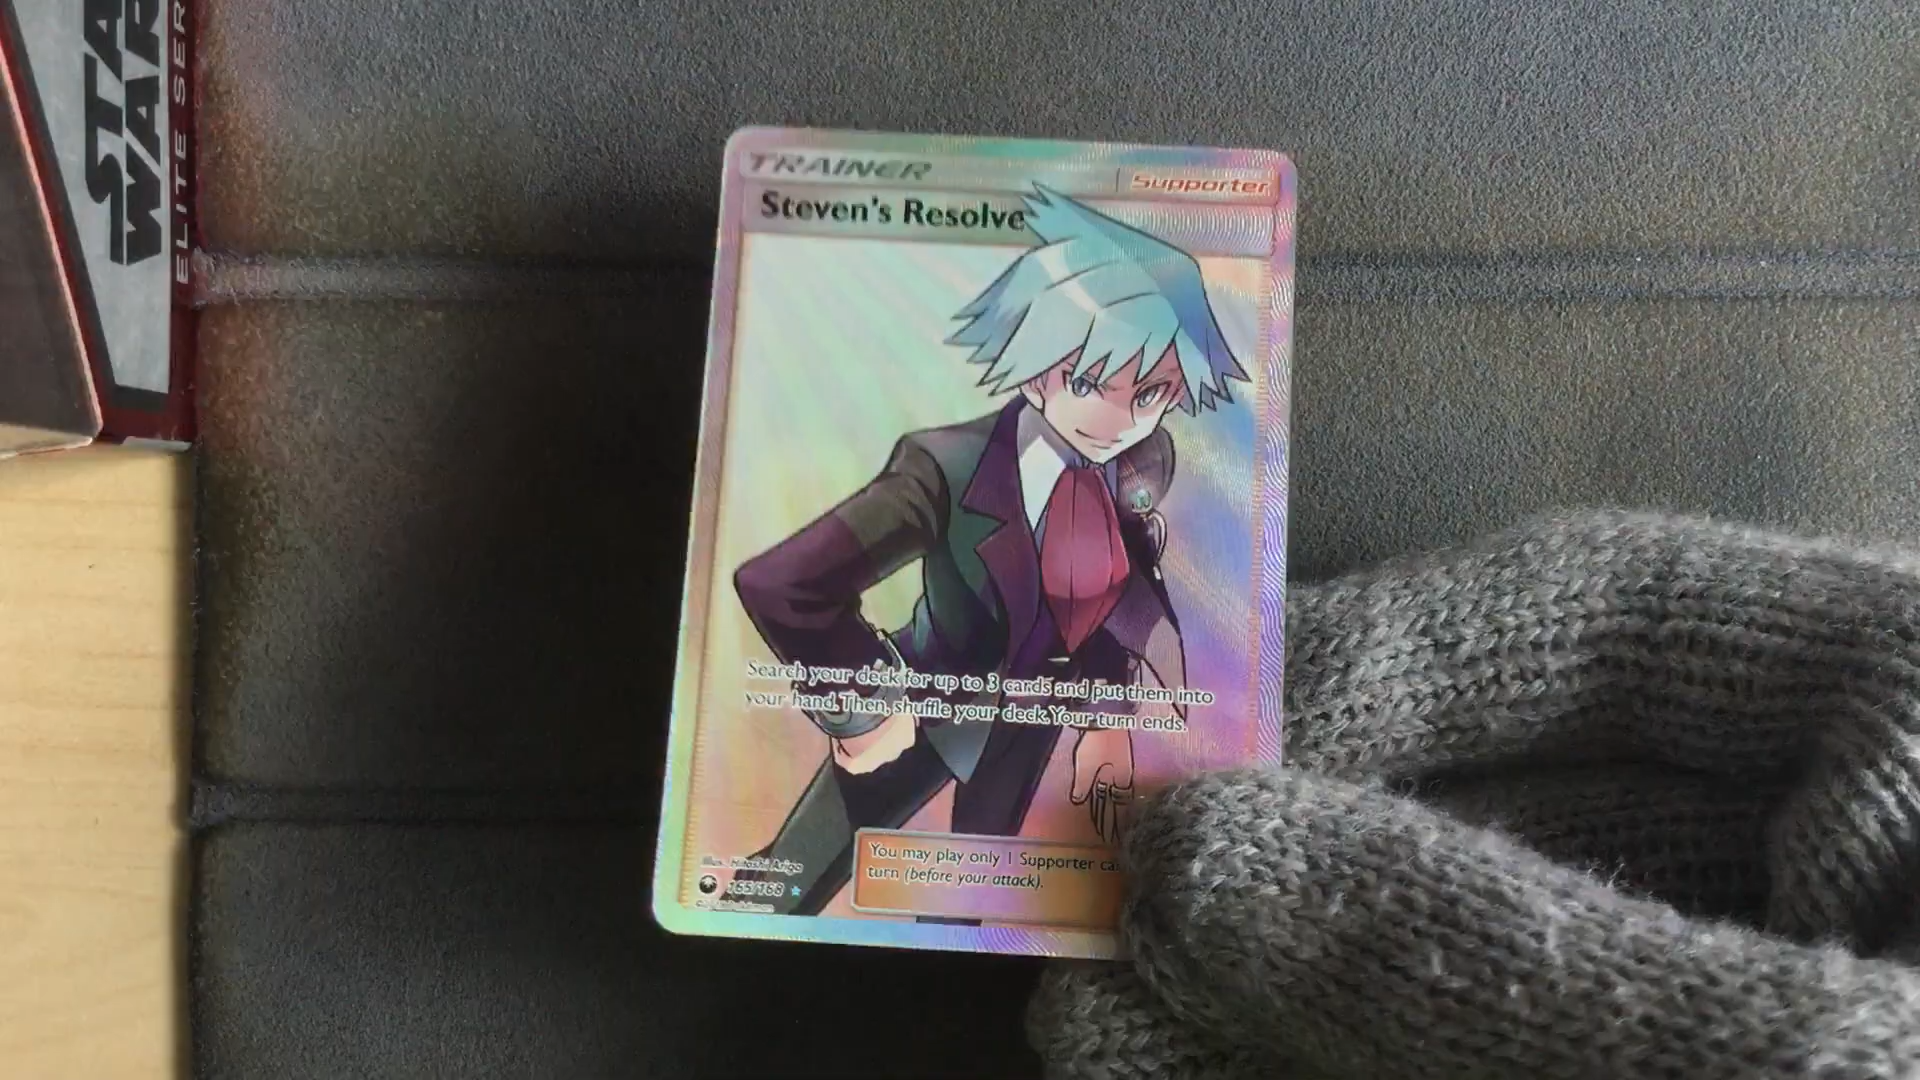 STA
WAR
ELITE SER
TRAINER
Supporter
Steven's Resolve
Search your deck for up to 3 cards and put them into
your hand. Then, shuffle your deck. Your turn ends.
You may play only 1 Supporter
turn (before your attack).
Illus. Hitoshi Ariga
165/168